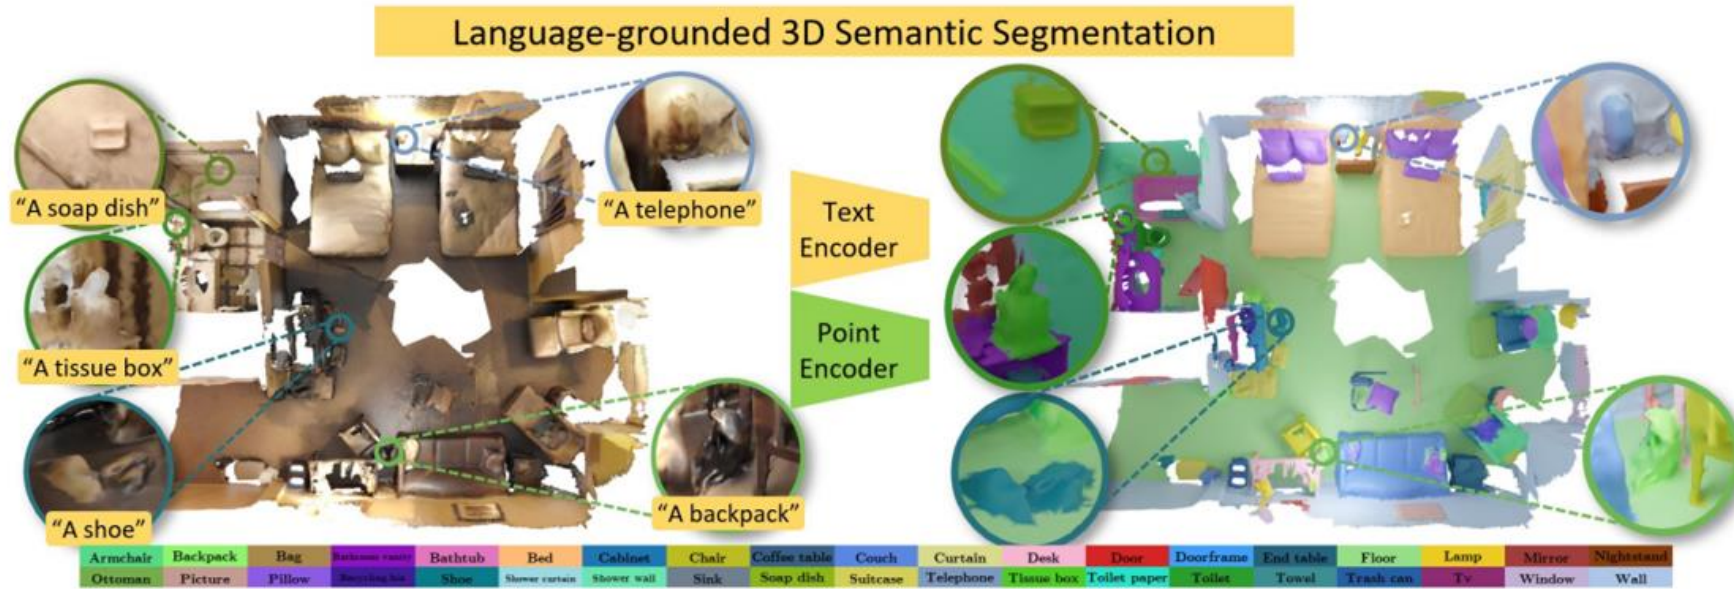 Language-grounded 3D Semantic Segmentation
"A soap dish"
"A telephone"
"A tissue box"
"A shoe"
"A backpack"
Text
Encoder
Point
Encoder
Armchair Backpack Bag Bathroom vanity Bathtub Bed Cabinet Chair Coffee table Couch Curtain Desk Door Doorframe End table Floor Lamp Mirror Nightstand
Ottoman Picture Pillow Recycling bin Shoe Shower curtain Shower wall Sink Soap dish Suitcase Telephone Tissue box Toilet paper Toilet Towel Trash can Tv Window Wall